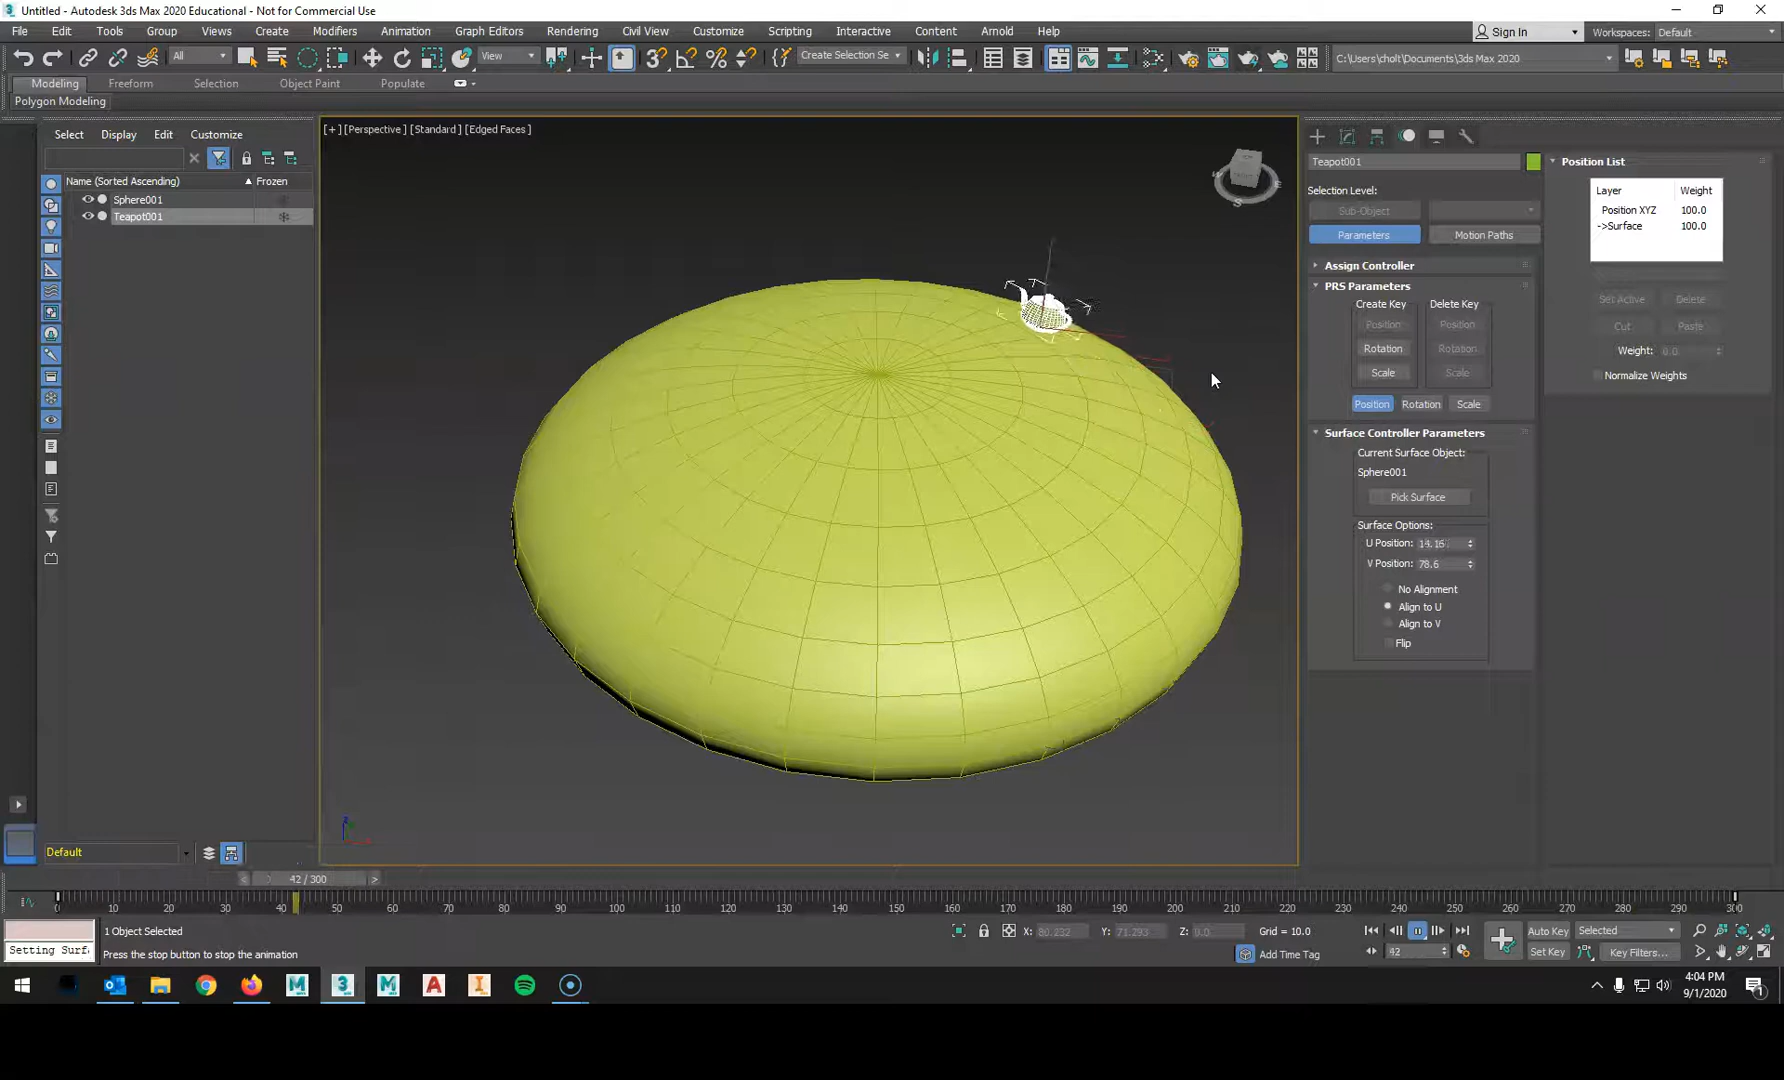 Untitled - Autodesk 3ds Max 2020 Educational - Not for Commercial Use
File Edit Tools Group Views Create Modifiers Animation Graph Editors Rendering Civil View Customize Scripting Interactive Content Arnold Help
Sign In Workspaces: Default
All View Create Selection Se C:\Users\cholt\Documents\3ds Max 2020
Modeling Freeform Selection Object Paint Populate
Polygon Modeling
Select Display Edit Customize
[+] [Perspective] [Standard] [Edged Faces]
Name (Sorted Ascending) Frozen
Sphere001
Teapot001
Teapot001
Selection Level:
Sub-Object
Parameters Motion Paths
Assign Controller
PRS Parameters
Create Key Delete Key
Position Position
Rotation Rotation
Scale Scale
Position Rotation Scale
Surface Controller Parameters
Current Surface Object:
Sphere001
Pick Surface
Surface Options:
U Position: 14.16
V Position: 78.6
No Alignment
Align to U
Align to V
Flip
Position List
Layer Weight
Position XYZ 100.0
->Surface 100.0
Set Active Delete
Cut Paste
Weight: 0.0
Normalize Weights
Default
42 / 300
0 10 20 30 40 50 60 70 80 90 100 110 120 130 140 150 160 170 180 190 200 210 220 230 240 250 260 270 280 290 300
1 Object Selected
X: 80.232 Y: 71.293 Z: 0.0 Grid = 10.0
Auto Key Selected
Setting Surf
Press the stop button to stop the animation
Add Time Tag
42
Set Key Key Filters...
4:04 PM
9/1/2020